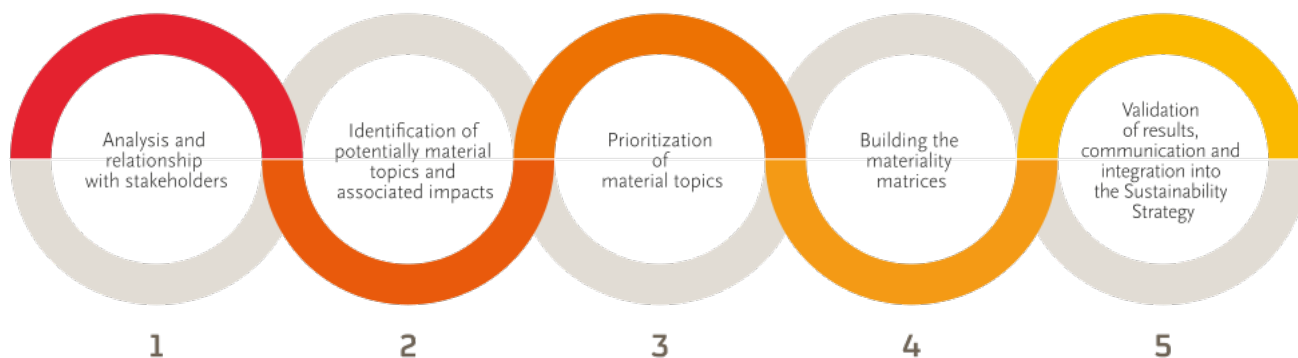 Analysis and
relationship
with stakeholders
Identification of
potentially material
topics and
associated impacts
Prioritization
of
material topics
Building the
materiality
matrices
Validation
of results,
communication and
integration into
the Sustainability
Strategy
1
2
3
4
5